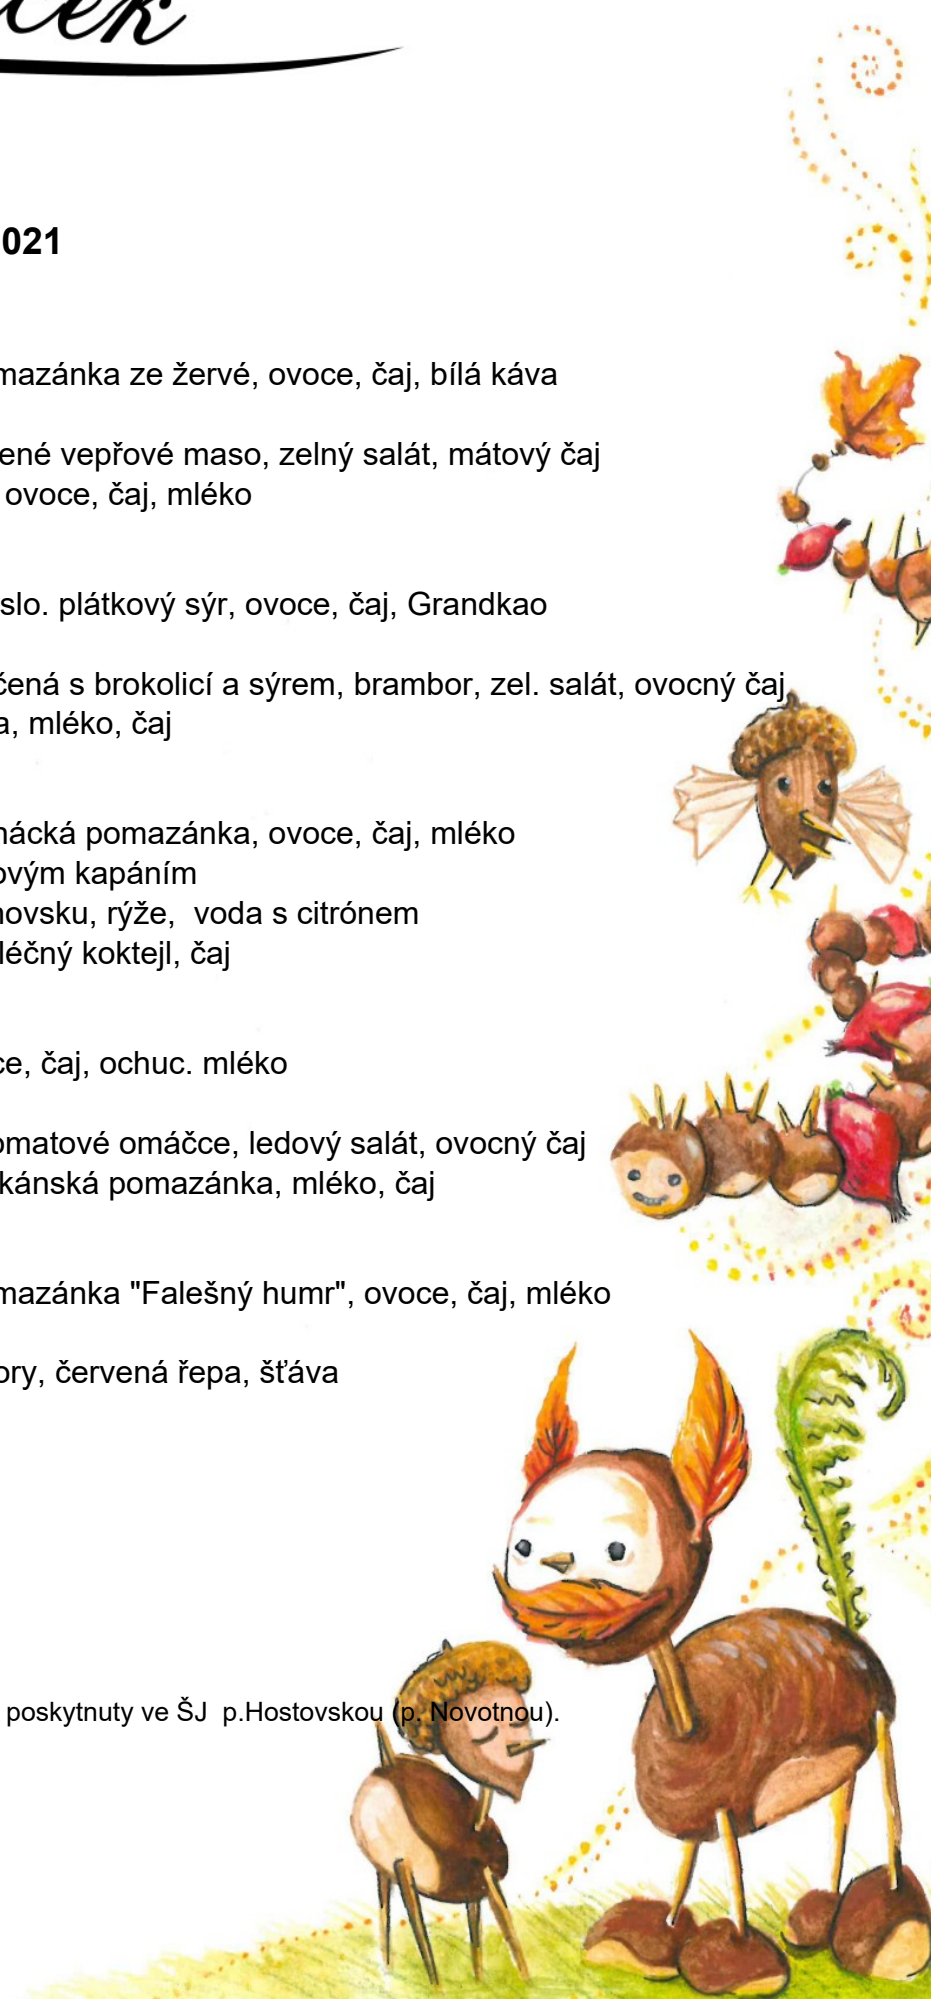 ček
021
mazánka ze žervé, ovoce, čaj, bílá káva
ené vepřové maso, zelný salát, mátový čaj
ovoce, čaj, mléko
slo. plátkový sýr, ovoce, čaj, Grandkao
čená s brokolicí a sýrem, brambor, zel. salát, ovocný čaj
a, mléko, čaj
nácká pomazánka, ovoce, čaj, mléko
ovým kapáním
novsku, rýže,  voda s citrónem
léčný koktejl, čaj
ce, čaj, ochuc. mléko
omatové omáčce, ledový salát, ovocný čaj
kánská pomazánka, mléko, čaj
mazánka "Falešný humr", ovoce, čaj, mléko
ory, červená řepa, šťáva
poskytnuty ve ŠJ  p.Hostovskou (p. Novotnou).